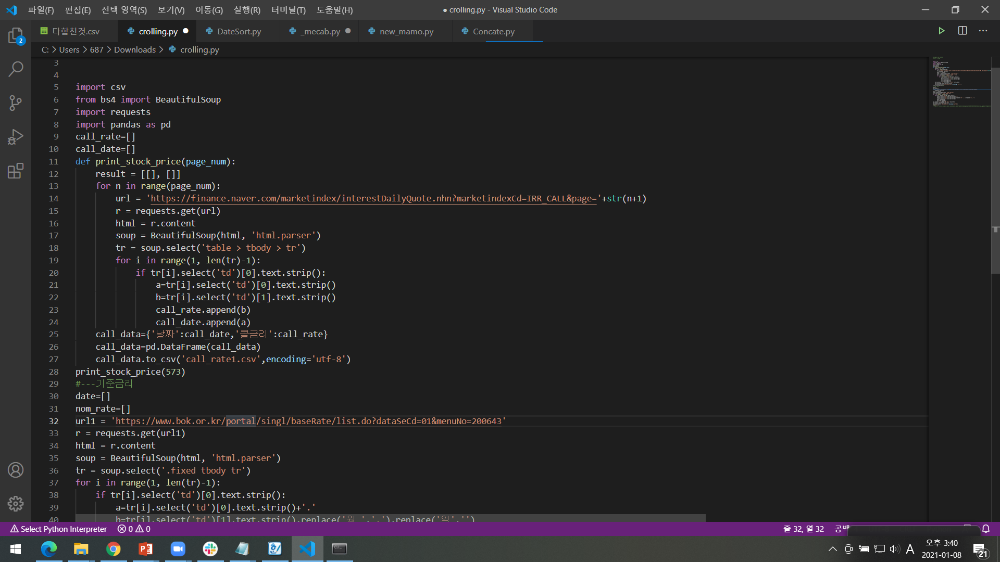 파일(F) 편집(E) 선택 영역(S) 보기(V) 이동(G) 실행(R) 터미널(T) 도움말(H) ● crolling.py - Visual Studio Code
다합친것.csv crolling.py DateSort.py _mecab.py new_mamo.py Concate.py
C: > Users > 687 > Downloads > crolling.py
2
3
4
5 import csv
6 from bs4 import BeautifulSoup
7 import requests
8 import pandas as pd
9 call_rate=[]
10 call_date=[]
11 def print_stock_price(page_num):
12 result = [[], []]
13 for n in range(page_num):
14 url = 'https://finance.naver.com/marketindex/interestDailyQuote.nhn?marketindexCd=IRR_CALL&page='+str(n+1)
15 r = requests.get(url)
16 html = r.content
17 soup = BeautifulSoup(html, 'html.parser')
18 tr = soup.select('table > tbody > tr')
19 for i in range(1, len(tr)-1):
20 if tr[i].select('td')[0].text.strip():
21 a=tr[i].select('td')[0].text.strip()
22 b=tr[i].select('td')[1].text.strip()
23 call_rate.append(b)
24 call_date.append(a)
25 call_data={'날짜':call_date,'콜금리':call_rate}
26 call_data=pd.DataFrame(call_data)
27 call_data.to_csv('call_rate1.csv',encoding='utf-8')
28 print_stock_price(573)
29 #---기준금리
30 date=[]
31 nom_rate=[]
32 url1 = 'https://www.bok.or.kr/portal/singl/baseRate/list.do?dataSeCd=01&menuNo=200643'
33 r = requests.get(url1)
34 html = r.content
35 soup = BeautifulSoup(html, 'html.parser')
36 tr = soup.select('.fixed tbody tr')
37 for i in range(1, len(tr)-1):
38 if tr[i].select('td')[0].text.strip():
39 a=tr[i].select('td')[0].text.strip()+'.'
40 b=tr[i].select('td')[1].text.strip().replace('월 ','.').replace('일','')
Select Python Interpreter 0 0 줄 32, 열 32 공백
A 오후 3:40
2021-01-08 21